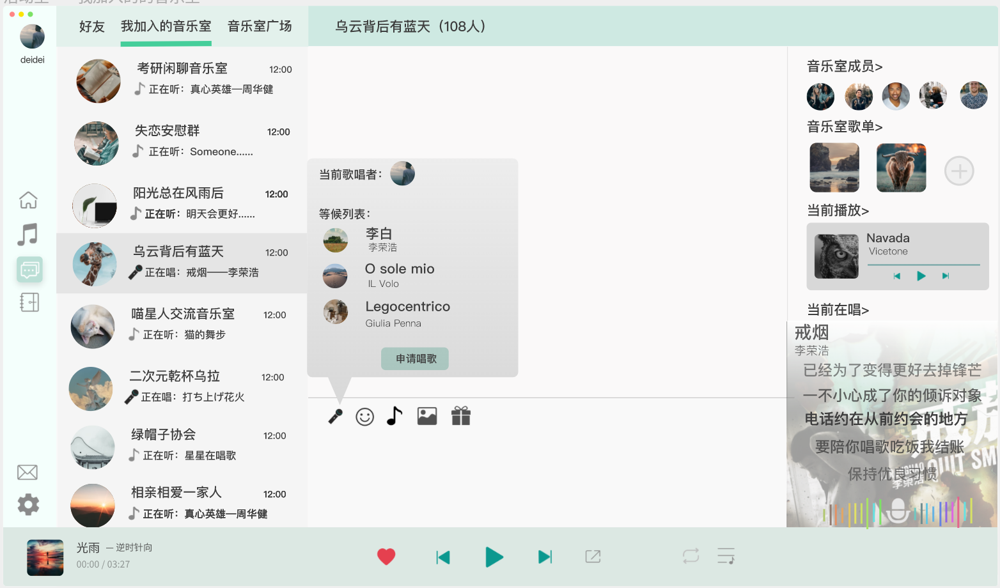 deidei
好友 我加入的音乐室 音乐室广场
乌云背后有蓝天（108人）
考研闲聊音乐室 12:00
正在听：真心英雄—周华健
失恋安慰群 12:00
正在听：Someone......
阳光总在风雨后 12:00
正在听：明天会更好......
乌云背后有蓝天 12:00
正在唱：戒烟——李荣浩
喵星人交流音乐室 12:00
正在听：猫的舞步
二次元乾杯乌拉 12:00
正在唱：打ち上げ花火
绿帽子协会 12:00
正在听：星星在唱歌
相亲相爱一家人 12:00
正在听：真心英雄—周华健
当前歌唱者：
等候列表：
李白
李荣浩
O sole mio
IL Volo
Legocentrico
Giulia Penna
申请唱歌
音乐室成员>
音乐室歌单>
当前播放>
Navada
Vicetone
当前在唱>
戒烟
李荣浩
已经为了变得更好去掉锋芒
一不小心成了你的倾诉对象
电话约在从前约会的地方
要陪你唱歌吃饭我结账
保持优良习惯
李荣浩
QUIT SM
光雨 — 逆时针向
00:00 / 03:27